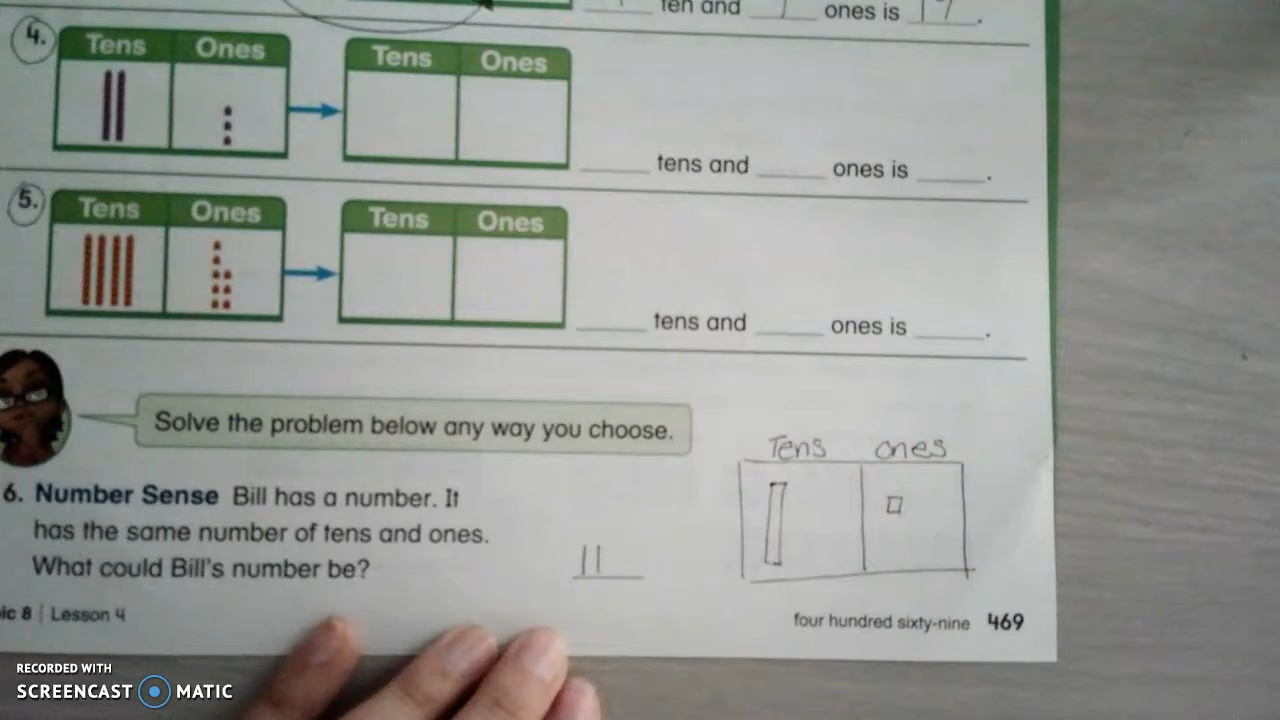 ten and ones is 17.
4. Tens Ones Tens Ones
tens and ones is .
5. Tens Ones Tens Ones
tens and ones is .
Solve the problem below any way you choose.
Tens ones
6. Number Sense Bill has a number. It
has the same number of tens and ones.
What could Bill's number be? 11
Lesson 4
four hundred sixty-nine 469
RECORDED WITH
SCREENCAST MATIC